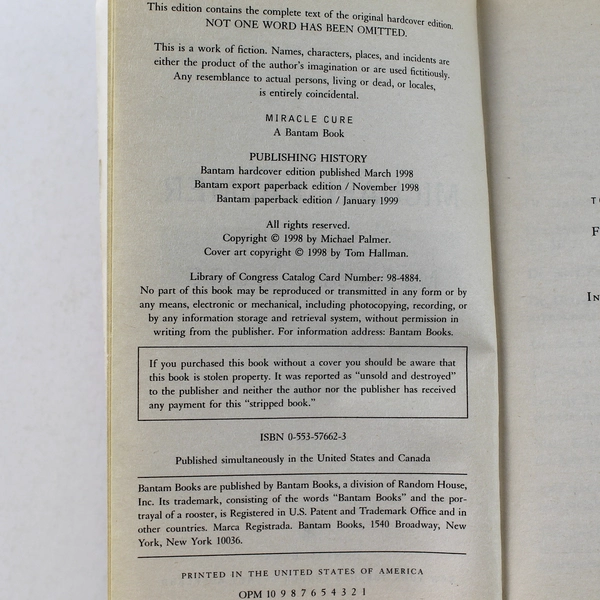 This edition contains the complete text of the original hardcover edition.
NOT ONE WORD HAS BEEN OMITTED.
This is a work of fiction. Names, characters, places, and incidents are
either the product of the author's imagination or are used fictitiously.
Any resemblance to actual persons, living or dead, or locales,
is entirely coincidental.
MIRACLE CURE
A Bantam Book
PUBLISHING HISTORY
Bantam hardcover edition published March 1998
Bantam export paperback edition / November 1998
Bantam paperback edition / January 1999
All rights reserved.
Copyright © 1998 by Michael Palmer.
Cover art copyright © 1998 by Tom Hallman.
Library of Congress Catalog Card Number: 98-4884.
No part of this book may be reproduced or transmitted in any form or by
any means, electronic or mechanical, including photocopying, recording, or
by any information storage and retrieval system, without permission in
writing from the publisher. For information address: Bantam Books.
If you purchased this book without a cover you should be aware that
this book is stolen property. It was reported as "unsold and destroyed"
to the publisher and neither the author nor the publisher has received
any payment for this "stripped book."
ISBN 0-553-57662-3
Published simultaneously in the United States and Canada
Bantam Books are published by Bantam Books, a division of Random House,
Inc. Its trademark, consisting of the words "Bantam Books" and the por-
trayal of a rooster, is Registered in U.S. Patent and Trademark Office and in
other countries. Marca Registrada. Bantam Books, 1540 Broadway, New
York, New York 10036.
PRINTED IN THE UNITED STATES OF AMERICA
OPM 10 9 8 7 6 5 4 3 2 1